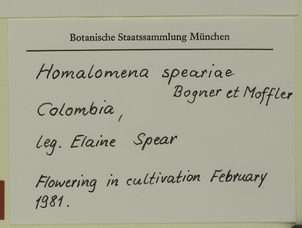 Botanische Staatssammlung München
Homalomena speariae
Bogner et Moffler
Colombia,
leg. Elaine Spear
Flowering in cultivation February
1981.